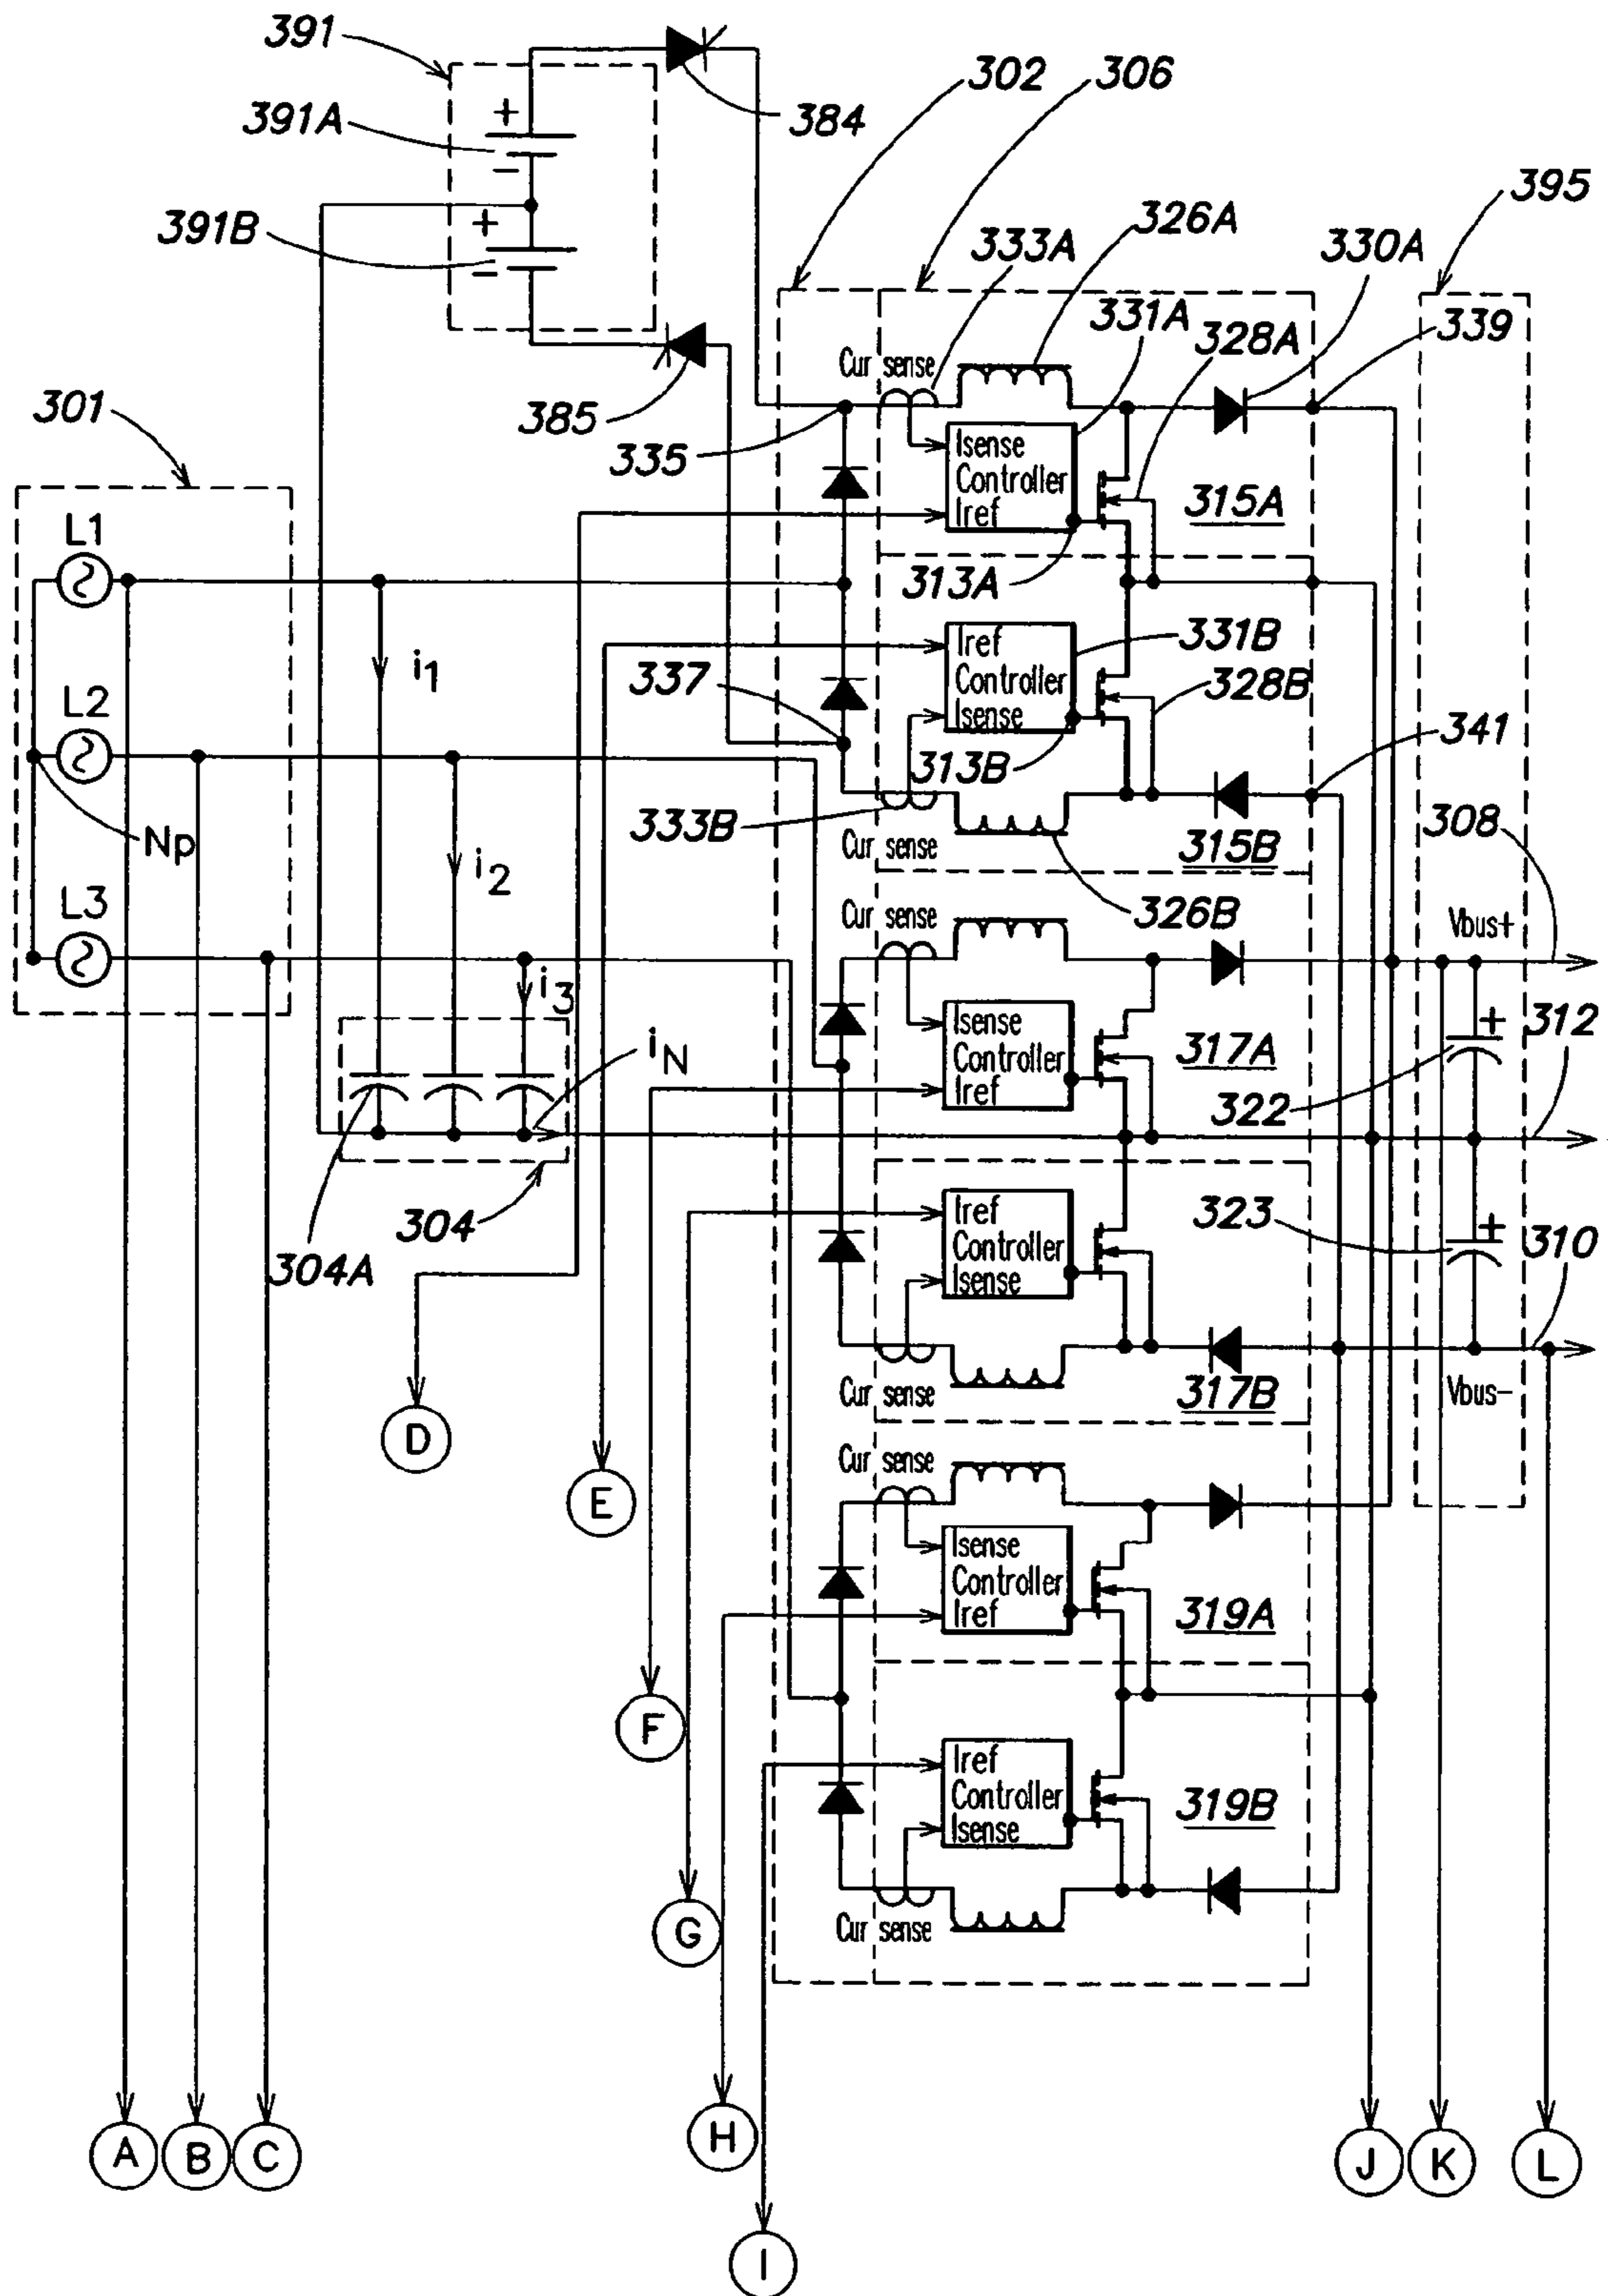 391
384
302
306
391A
+
−
395
391B
+
−
326A
333A
330A
331A
328A
339
Cur sense
301
385
335
Isense
Controller
Iref
315A
L1
313A
i1
337
Iref
Controller
Isense
331B
328B
L2
341
313B
Np
333B
Cur sense
315B
308
i2
L3
326B
Cur sense
Vbus+
i3
iN
Isense
Controller
Iref
317A
+
312
322
304
304A
Iref
Controller
Isense
323
+
310
Cur sense
317B
Vbus−
D
Cur sense
E
Isense
Controller
Iref
319A
F
Iref
Controller
Isense
319B
G
Cur sense
A
B
C
H
J
K
L
I